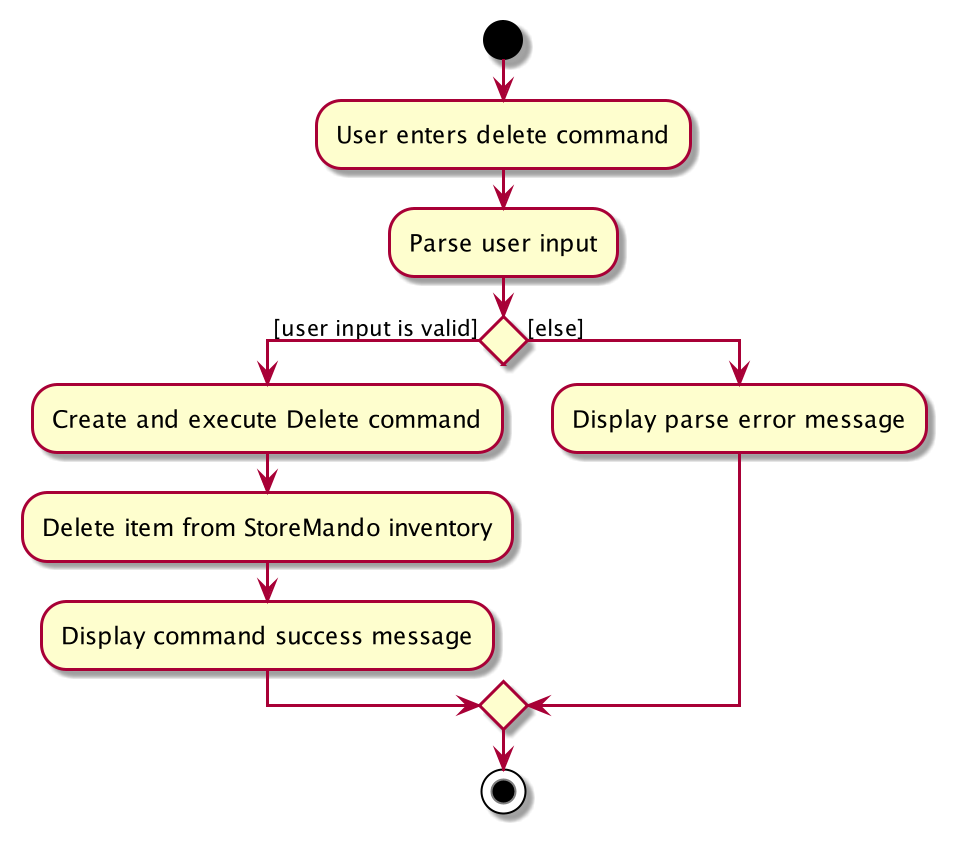 User enters delete command
Parse user input
[user input is valid]
[else]
Create and execute Delete command
Display parse error message
Delete item from StoreMando inventory
Display command success message